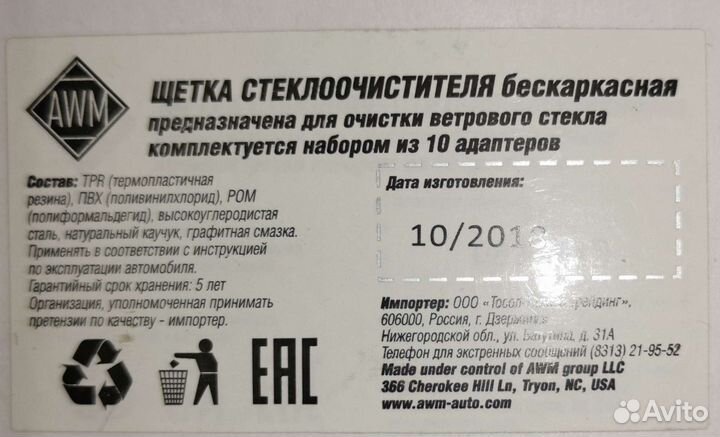 AWM
ЩЕТКА СТЕКЛООЧИСТИТЕЛЯ бескаркасная
предназначена для очистки ветрового стекла
комплектуется набором из 10 адаптеров
Состав: TPR (термопластичная
резина), ПВХ (поливинилхлорид), POM
(полиформальдегид), высокоуглеродистая
сталь, натуральный каучук, графитная смазка.
Применять в соответствии с инструкцией
по эксплуатации автомобиля.
Гарантийный срок хранения: 5 лет
Организация, уполномоченная принимать
претензии по качеству - импортер.
EAC
Дата изготовления:
10/2018
Импортер: ООО
606000, Россия, г. Дзержинск
Нижегородской обл., ул. Ватутина, д. 31А
Телефон для экстренных сообщений (8313) 21-95-52
Made under control of AWM group LLC
366 Cherokee Hill Ln, Tryon, NC, USA
www.awm-auto.com
Avito